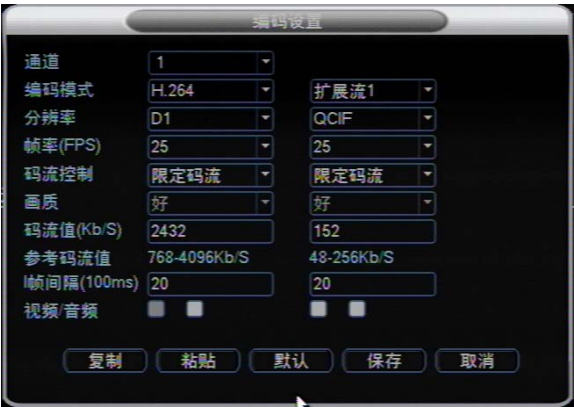 编码设置
通道 1
编码模式 H.264 扩展流1
分辨率 D1 QCIF
帧率(FPS) 25 25
码流控制 限定码流 限定码流
画质 好 好
码流值(Kb/S) 2432 152
参考码流值 768-4096Kb/S 48-256Kb/S
I帧间隔(100ms) 20 20
视频/音频
复制 粘贴 默认 保存 取消